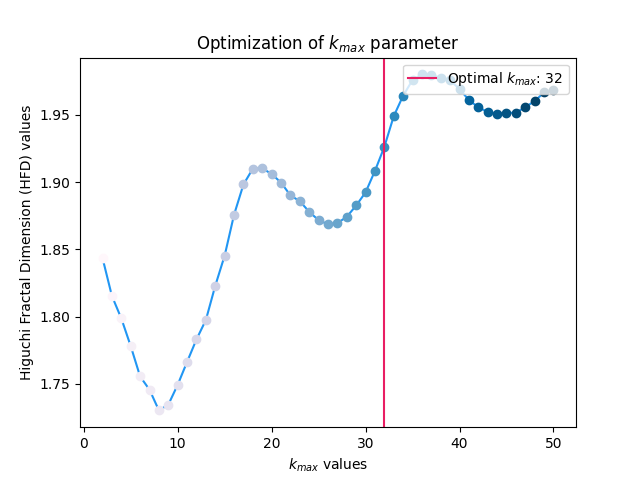 Optimization of $k_{max}$ parameter
Optimal $k_{max}$: 32
Higuchi Fractal Dimension (HFD) values
1.95
1.90
1.85
1.80
1.75
0 10 20 30 40 50
$k_{max}$ values